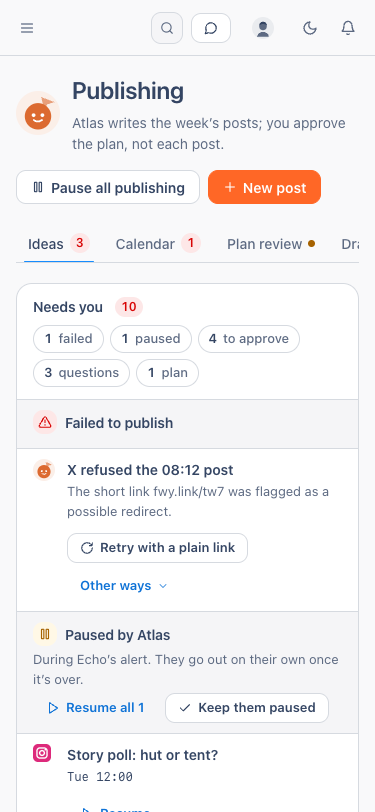 Publishing
Atlas writes the week's posts; you approve
the plan, not each post.
Pause all publishing
New post
Ideas 3 Calendar 1 Plan review Dra
Needs you 10
1 failed 1 paused 4 to approve
3 questions 1 plan
Failed to publish
X refused the 08:12 post
The short link fwy.link/tw7 was flagged as a
possible redirect.
Retry with a plain link
Other ways
Paused by Atlas
During Echo's alert. They go out on their own once
it's over.
Resume all 1 Keep them paused
Story poll: hut or tent?
Tue 12:00
Resume